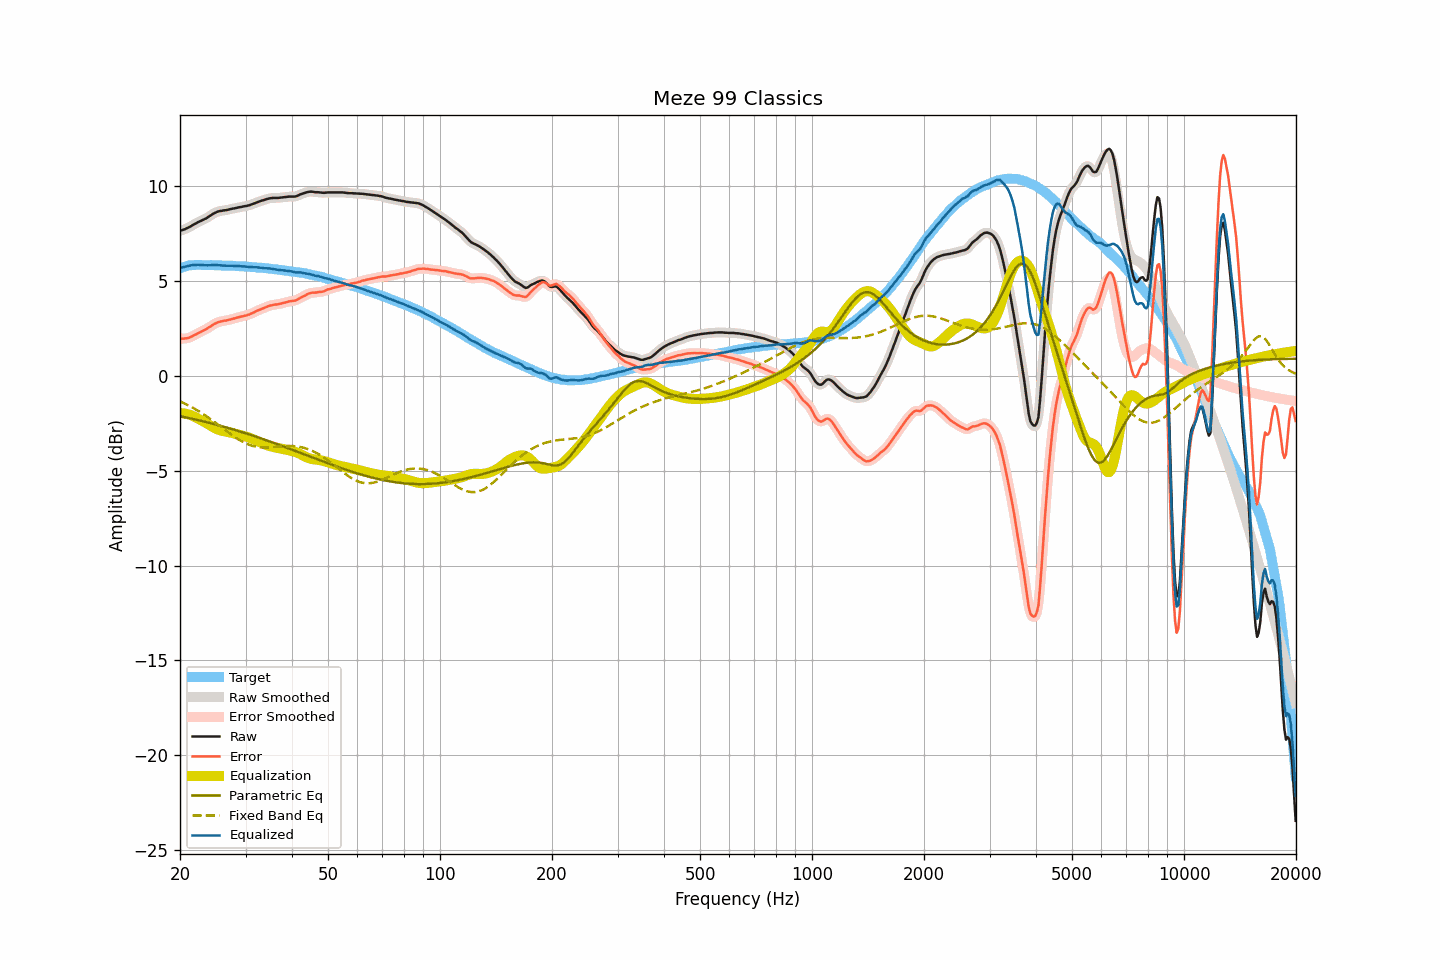 Meze 99 Classics
Amplitude (dBr)
10
5
0
−5
−10
−15
−20
−25
Target
Raw Smoothed
Error Smoothed
Raw
Error
Equalization
Parametric Eq
Fixed Band Eq
Equalized
20 50 100 200 500 1000 2000 5000 10000 20000
Frequency (Hz)